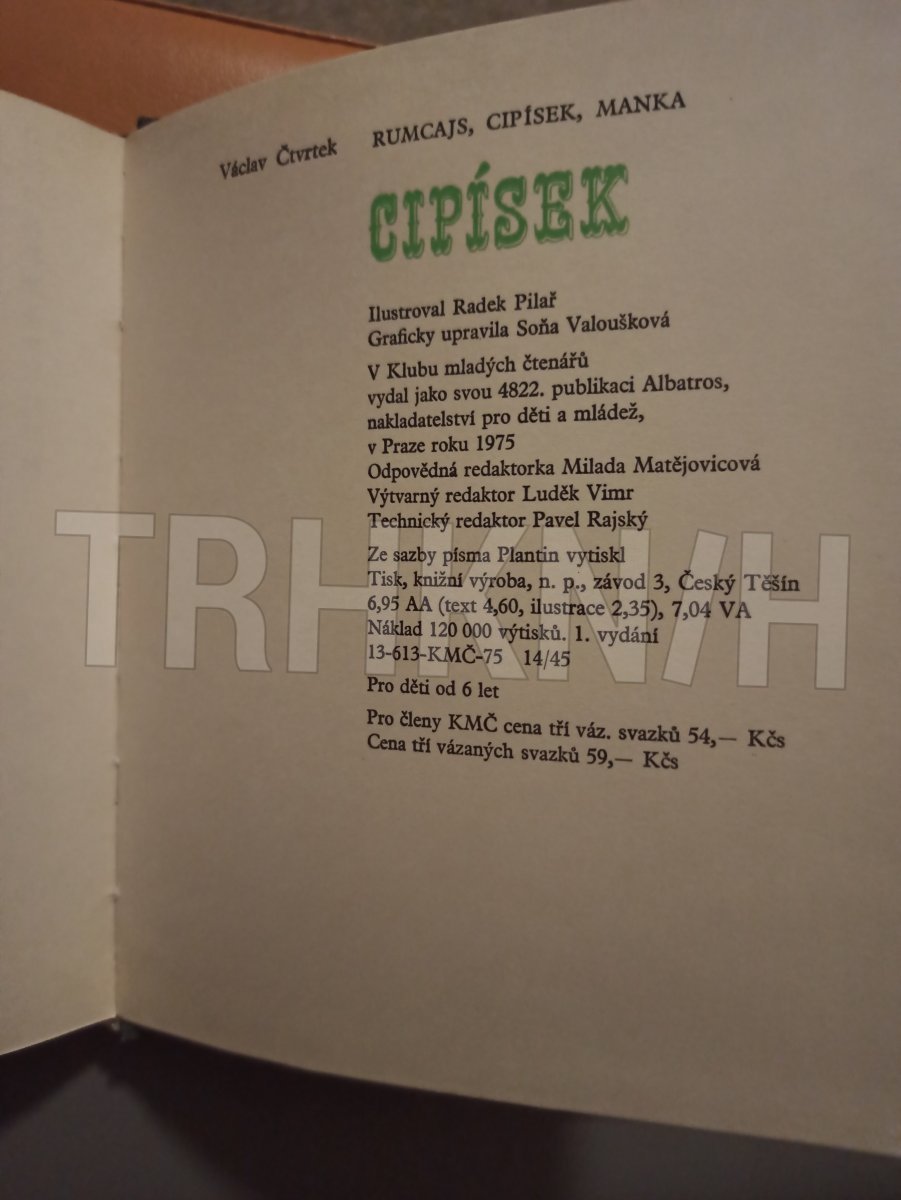 Václav Čtvrtek RUMCAJS, CIPÍSEK, MANKA
CIPÍSEK
Ilustroval Radek Pilař
Graficky upravila Soňa Valoušková
V Klubu mladých čtenářů
vydal jako svou 4822. publikaci Albatros,
nakladatelství pro děti a mládež,
v Praze roku 1975
Odpovědná redaktorka Milada Matějovicová
Výtvarný redaktor Luděk Vimr
Technický redaktor Pavel Rajský
Ze sazby písma Plantin vytiskl
Tisk, knižní výroba, n. p., závod 3, Český Těšín
6,95 AA (text 4,60, ilustrace 2,35), 7,04 VA
Náklad 120 000 výtisků. 1. vydání
13-613-KMČ-75 14/45
Pro děti od 6 let
Pro členy KMČ cena tří váz. svazků 54,— Kčs
Cena tří vázaných svazků 59,— Kčs
TRHKN/H